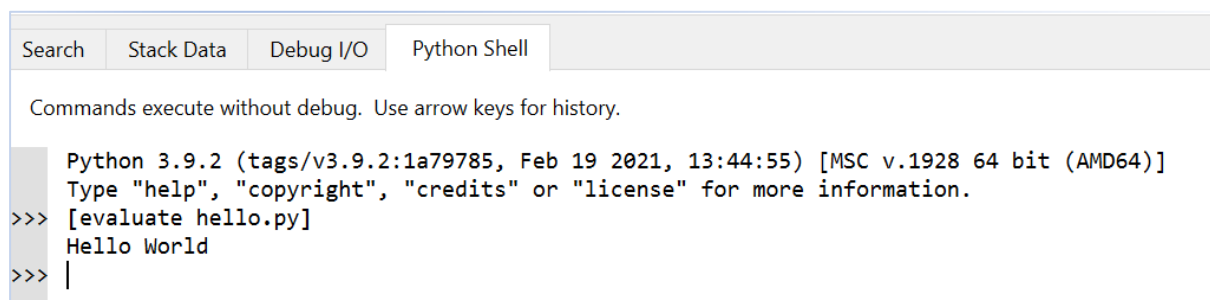 Search Stack Data Debug I/O Python Shell
Commands execute without debug.  Use arrow keys for history.
Python 3.9.2 (tags/v3.9.2:1a79785, Feb 19 2021, 13:44:55) [MSC v.1928 64 bit (AMD64)]
Type "help", "copyright", "credits" or "license" for more information.
>>> [evaluate hello.py]
Hello World
>>>